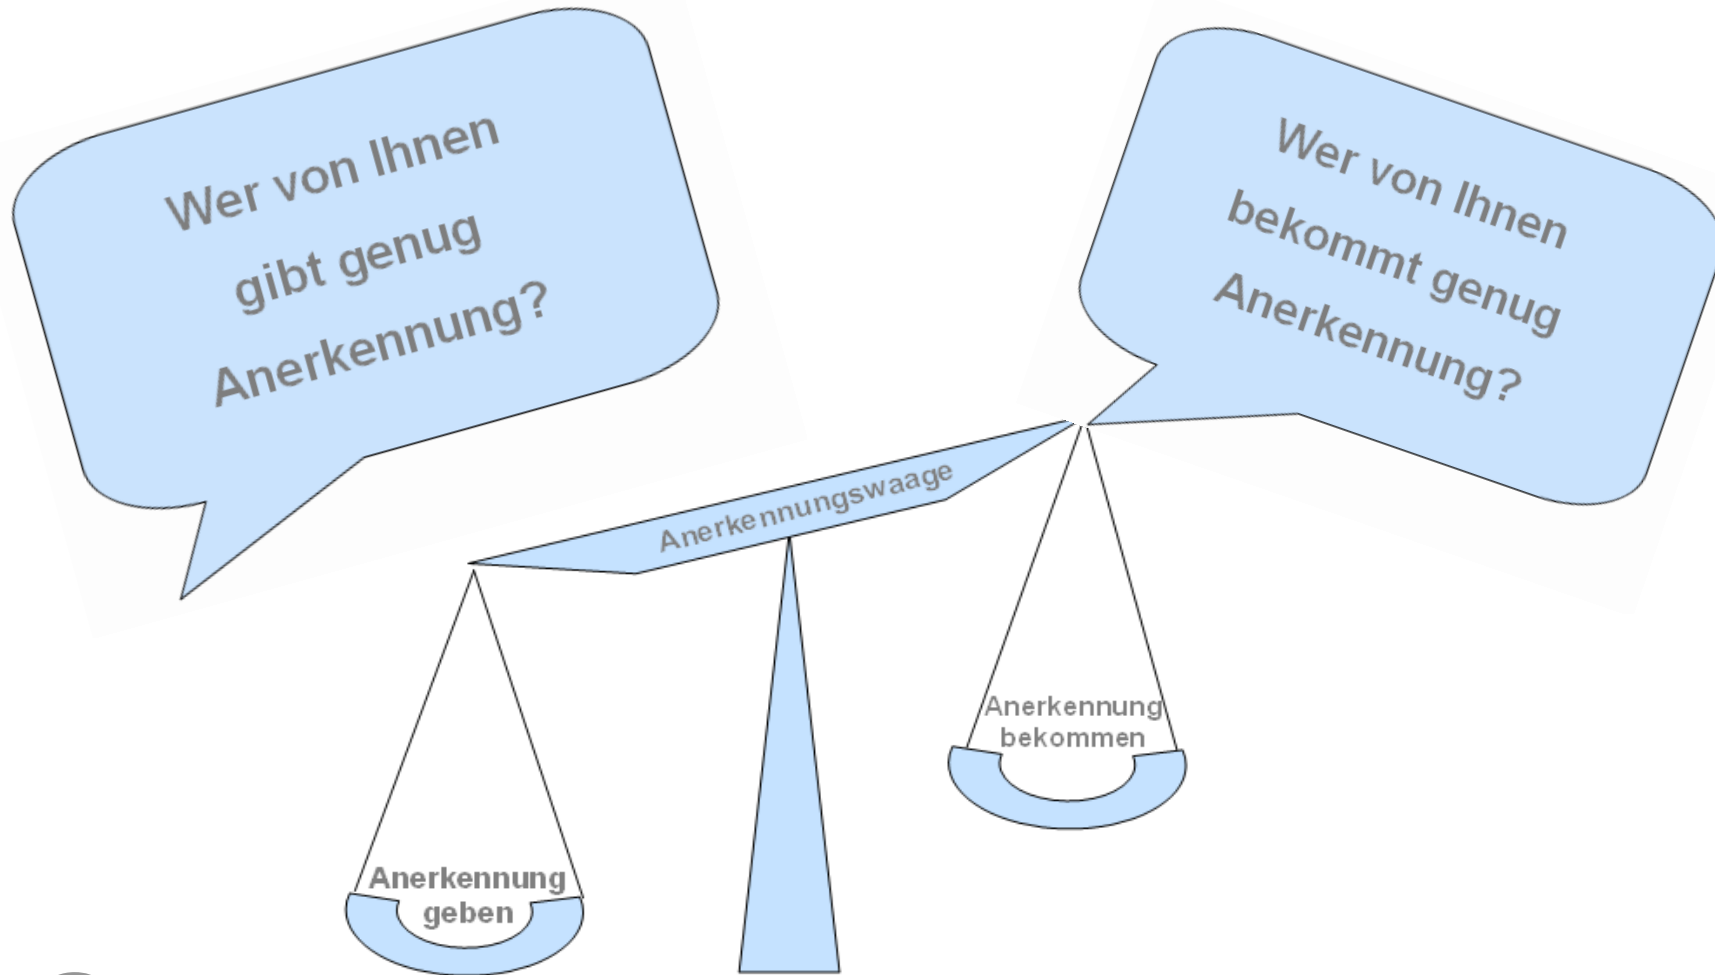 Wer von Ihnen
gibt genug
Anerkennung?
Wer von Ihnen
bekommt genug
Anerkennung?
Anerkennungswaage
Anerkennung
bekommen
Anerkennung
geben